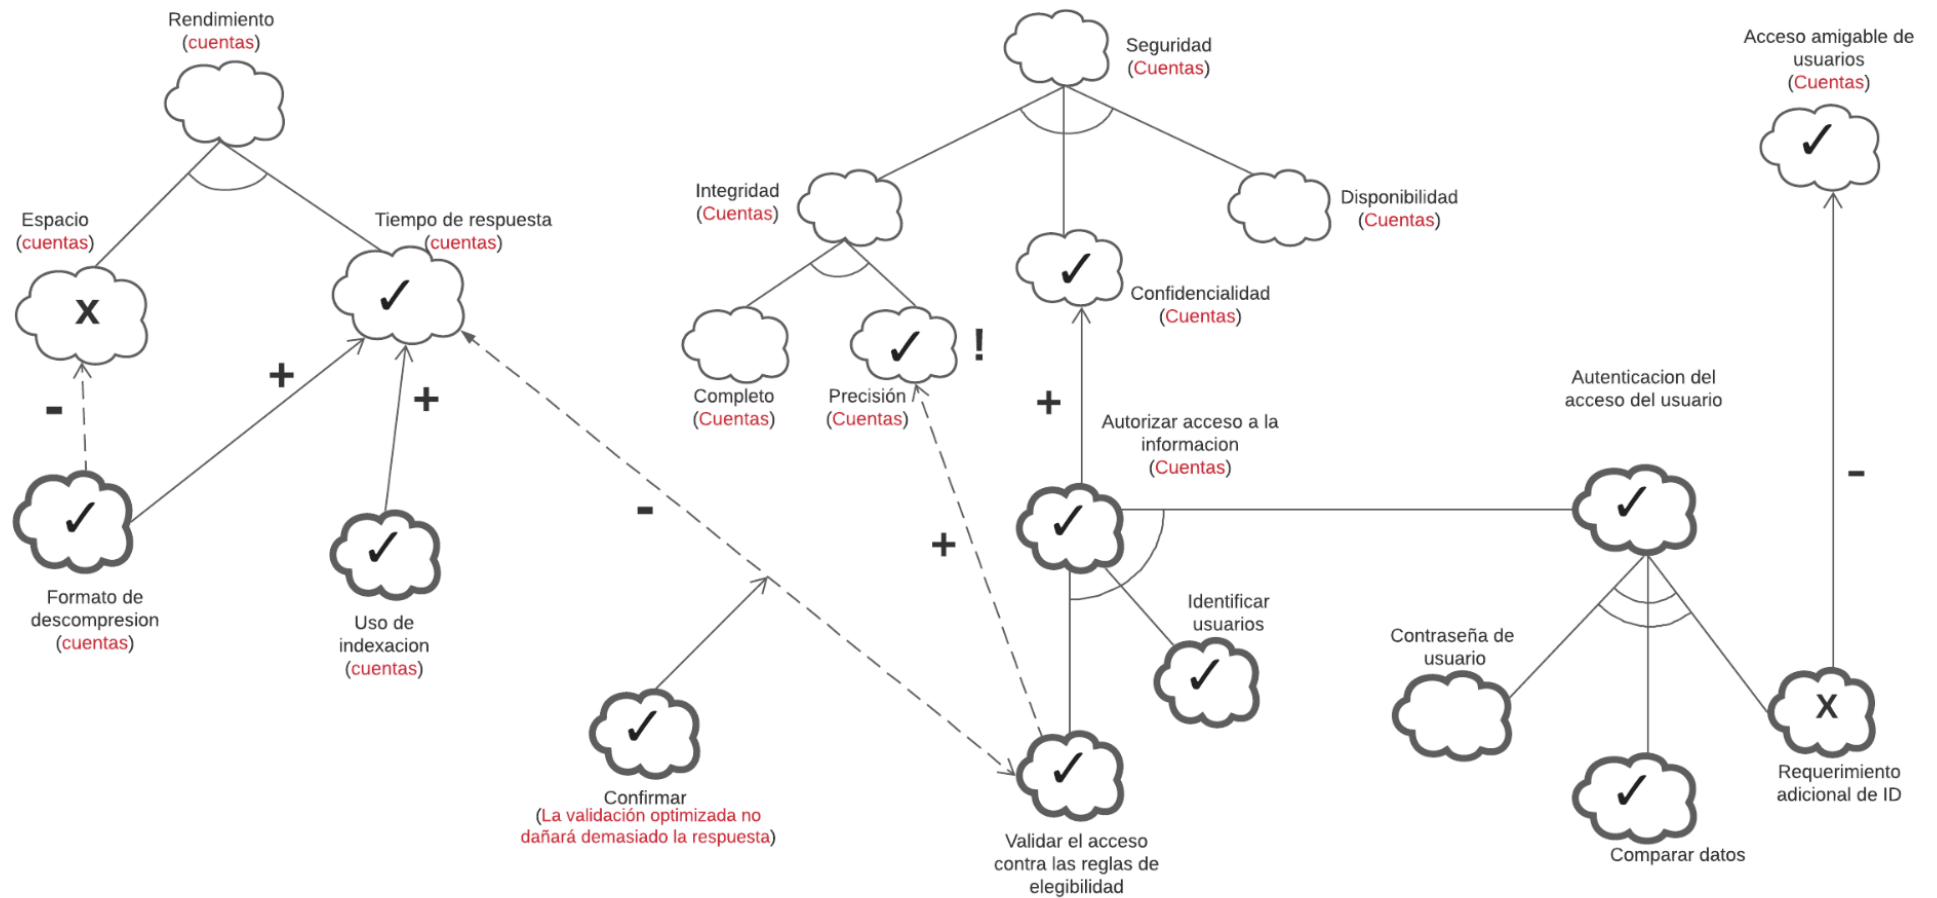 Rendimiento
(cuentas)
Seguridad
(Cuentas)
Acceso amigable de
usuarios
(Cuentas)
✓
Espacio
(cuentas)
X
Tiempo de respuesta
(cuentas)
✓
Integridad
(Cuentas)
Disponibilidad
(Cuentas)
✓
Confidencialidad
(Cuentas)
Completo
(Cuentas)
✓
!
Precisión
(Cuentas)
-
+
+
-
+
+
-
Autorizar acceso a la
informacion
(Cuentas)
✓
Autenticacion del
acceso del usuario
✓
✓
Formato de
descompresion
(cuentas)
✓
Uso de
indexacion
(cuentas)
✓
Confirmar
(La validación optimizada no
dañará demasiado la respuesta)
Identificar
usuarios
✓
✓
Validar el acceso
contra las reglas de
elegibilidad
Contraseña de
usuario
✓
Comparar datos
X
Requerimiento
adicional de ID